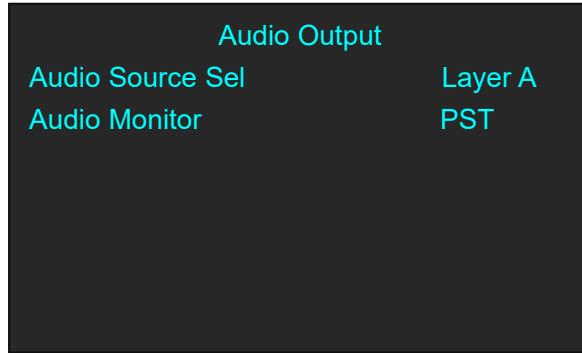 Audio Output
Audio Source Sel Layer A
Audio Monitor PST